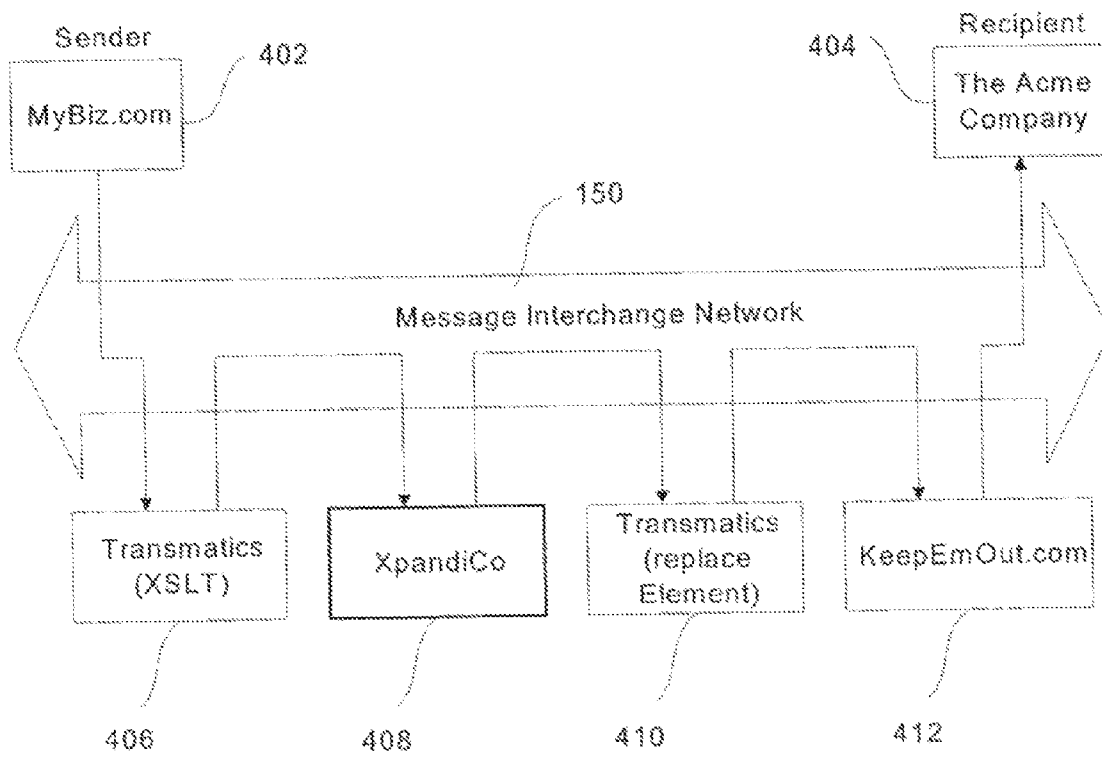 Sender
402
MyBiz.com
Recipient
404
The Acme
Company
150
Message Interchange Network
Transmatics
(XSLT)
XpandiCo
Transmatics
(replace
Element)
KeepEmOut.com
406
408
410
412